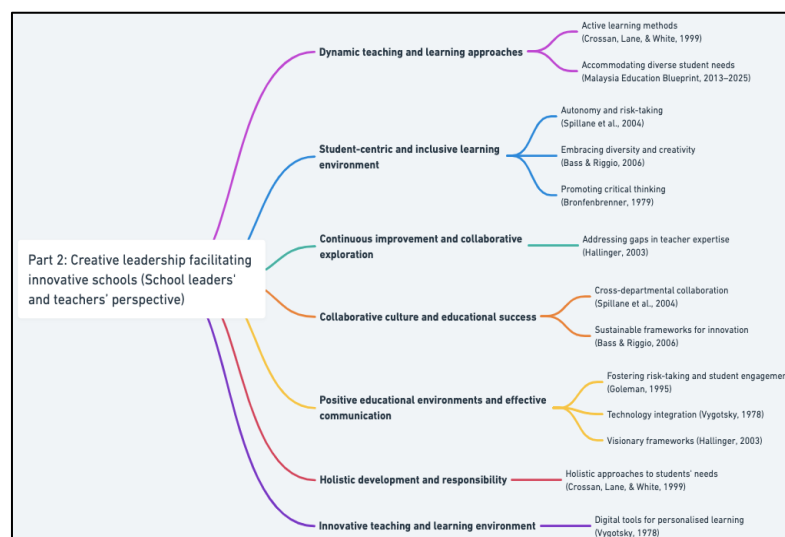 Part 2: Creative leadership facilitating
innovative schools (School leaders'
and teachers' perspective)
Dynamic teaching and learning approaches
Active learning methods
(Crossan, Lane, & White, 1999)
Accommodating diverse student needs
(Malaysia Education Blueprint, 2013–2025)
Student-centric and inclusive learning
environment
Autonomy and risk-taking
(Spillane et al., 2004)
Embracing diversity and creativity
(Bass & Riggio, 2006)
Promoting critical thinking
(Bronfenbrenner, 1979)
Continuous improvement and collaborative
exploration
Addressing gaps in teacher expertise
(Hallinger, 2003)
Collaborative culture and educational success
Cross-departmental collaboration
(Spillane et al., 2004)
Sustainable frameworks for innovation
(Bass & Riggio, 2006)
Positive educational environments and effective
communication
Fostering risk-taking and student engagement
(Goleman, 1995)
Technology integration (Vygotsky, 1978)
Visionary frameworks (Hallinger, 2003)
Holistic development and responsibility
Holistic approaches to students' needs
(Crossan, Lane, & White, 1999)
Innovative teaching and learning environment
Digital tools for personalised learning
(Vygotsky, 1978)